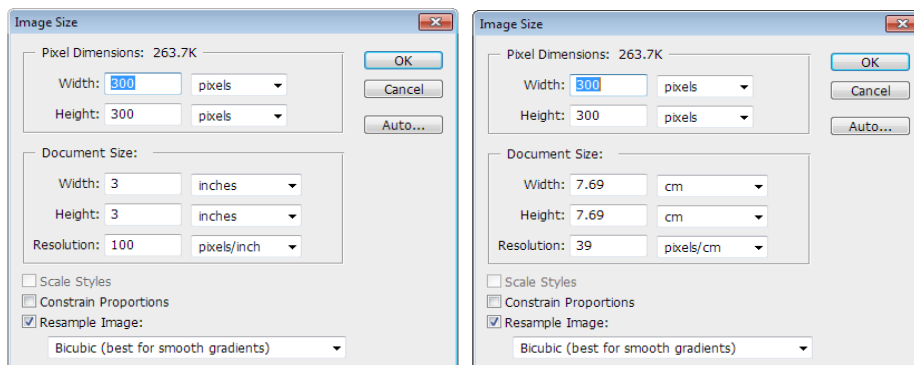 Image Size
Pixel Dimensions: 263.7K
OK
Width: 300 pixels
Cancel
Height: 300 pixels
Auto...
Document Size:
Width: 3 inches
Height: 3 inches
Resolution: 100 pixels/inch
Scale Styles
Constrain Proportions
Resample Image:
Bicubic (best for smooth gradients)
Image Size
Pixel Dimensions: 263.7K
OK
Width: 300 pixels
Cancel
Height: 300 pixels
Auto...
Document Size:
Width: 7.69 cm
Height: 7.69 cm
Resolution: 39 pixels/cm
Scale Styles
Constrain Proportions
Resample Image:
Bicubic (best for smooth gradients)